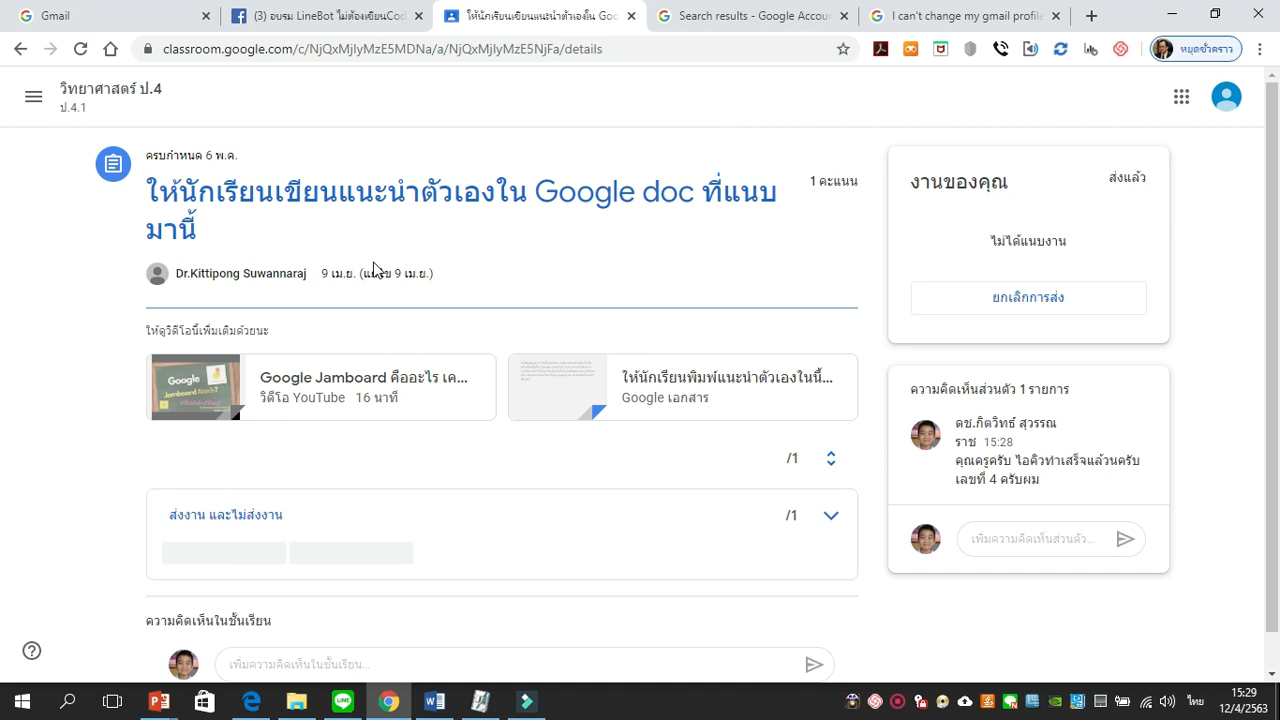 Gmail
(3) อบรม LineBot ไม่ต้องเขียนCod
ให้นักเรียนเขียนแนะนำตัวเองใน Goo
Search results - Google Accou
I can't change my gmail profile
classroom.google.com/c/NjQxMjIyMzE5MDNa/a/NjQxMjIyMzE5NjFa/details
หยุดชั่วคราว
วิทยาศาสตร์ ป.4
ป.4.1
ครบกำหนด 6 พ.ค.
ให้นักเรียนเขียนแนะนำตัวเองใน Google doc ที่แนบ
มานี้
1 คะแนน
Dr.Kittipong Suwannaraj 9 เม.ย. (แก้ไข 9 เม.ย.)
ให้ดูวิดีโอนี้เพิ่มเติมด้วยนะ
Google Jamboard คืออะไร เค...
วิดีโอ YouTube 16 นาที
ให้นักเรียนพิมพ์แนะนำตัวเองในนี้...
Google เอกสาร
/1
ส่งงาน และไม่ส่งงาน
/1
ความคิดเห็นในชั้นเรียน
เพิ่มความคิดเห็นในชั้นเรียน...
งานของคุณ
ส่งแล้ว
ไม่ได้แนบงาน
ยกเลิกการส่ง
ความคิดเห็นส่วนตัว 1 รายการ
ดช.กิตวิทธ์ สุวรรณ
ราช 15:28
คุณครูครับ ไอคิวทำเสร็จแล้วนครับ
เลขที่ 4 ครับผม
เพิ่มความคิดเห็นส่วนตัว...
ไทย
15:29
12/4/2563